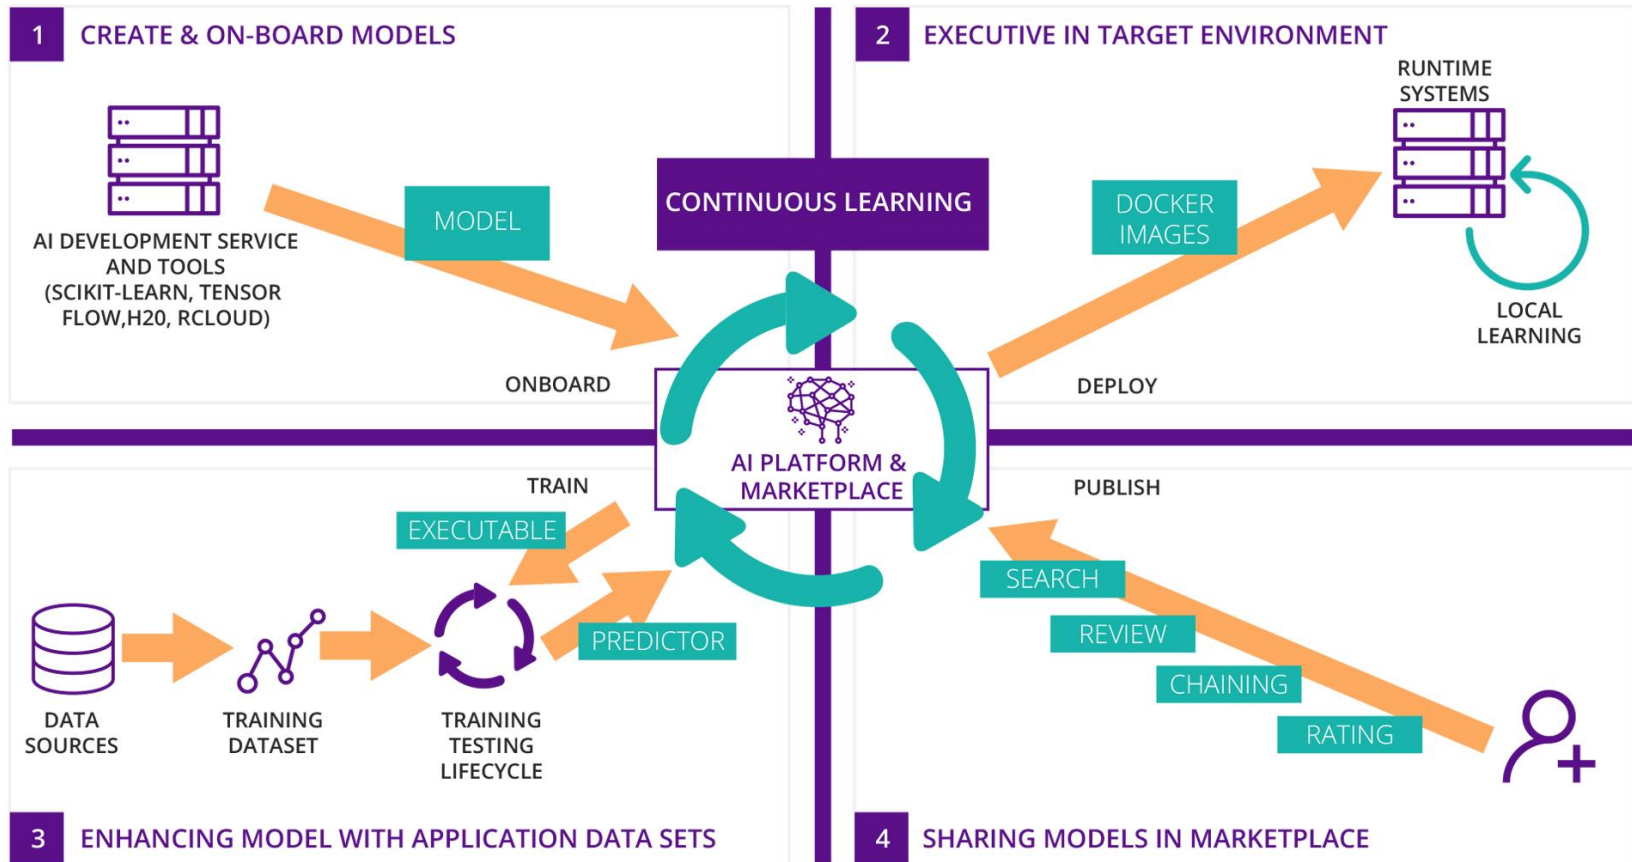 1 CREATE & ON-BOARD MODELS
AI DEVELOPMENT SERVICE
AND TOOLS
(SCIKIT-LEARN, TENSOR
FLOW,H20, RCLOUD)
MODEL
ONBOARD
CONTINUOUS LEARNING
2 EXECUTIVE IN TARGET ENVIRONMENT
RUNTIME
SYSTEMS
DOCKER
IMAGES
LOCAL
LEARNING
DEPLOY
AI PLATFORM &
MARKETPLACE
TRAIN
EXECUTABLE
PREDICTOR
DATA
SOURCES
TRAINING
DATASET
TRAINING
TESTING
LIFECYCLE
3 ENHANCING MODEL WITH APPLICATION DATA SETS
PUBLISH
SEARCH
REVIEW
CHAINING
RATING
4 SHARING MODELS IN MARKETPLACE